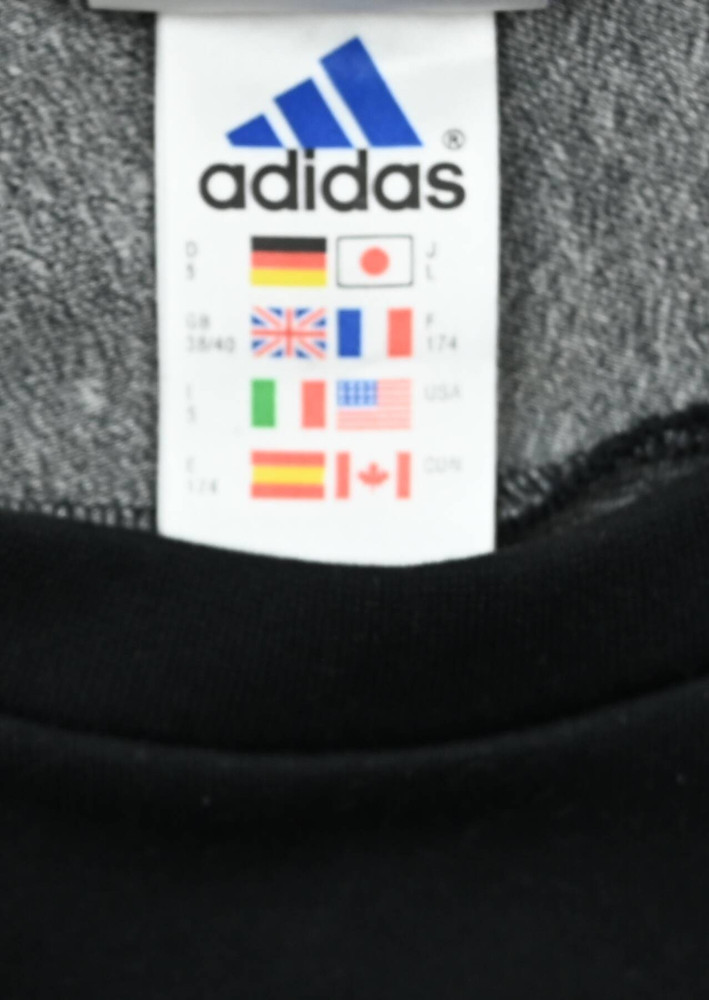 adidas®
D J
5 L
GB F
38/40 174
I USA
5
E CDN
174